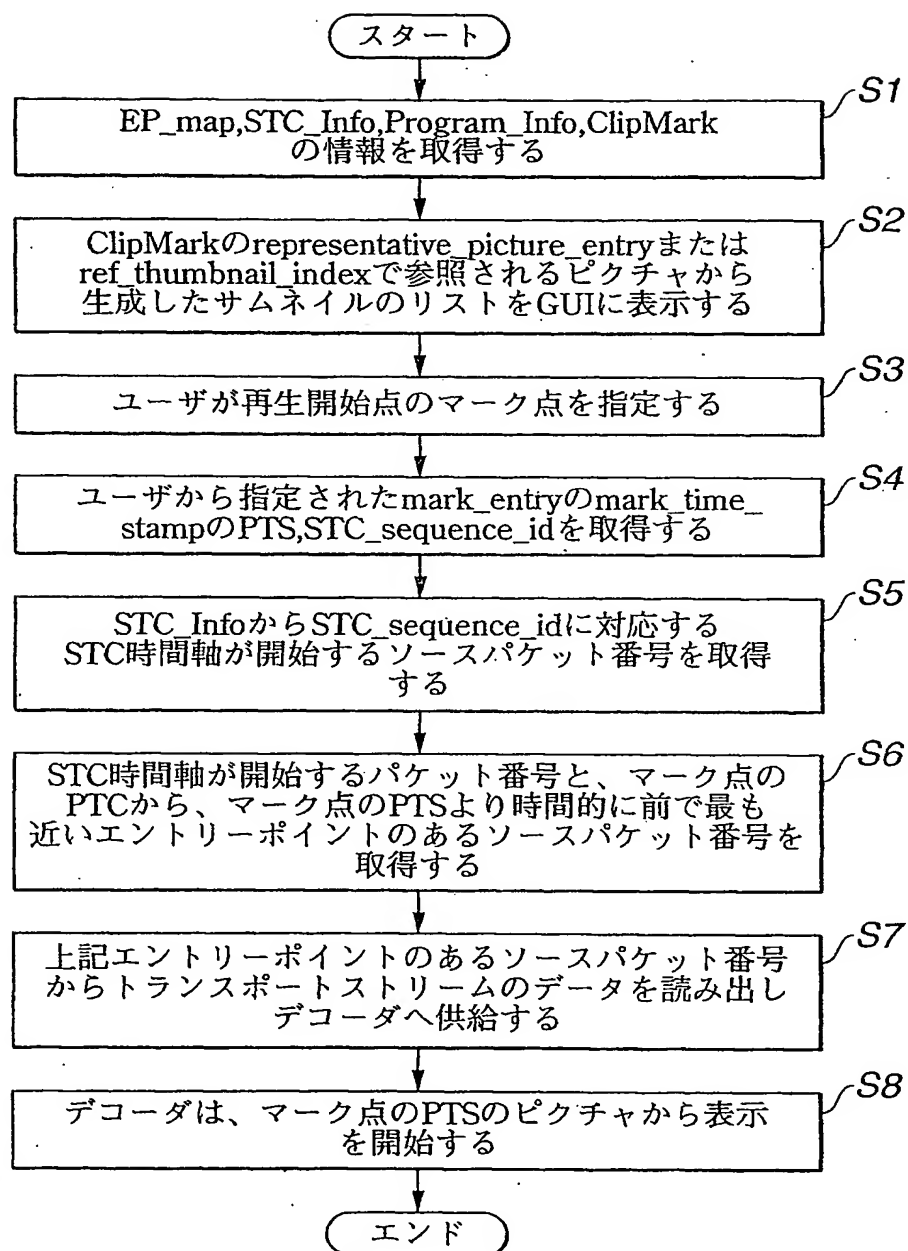 スタート
S1
EP_map,STC_Info,Program_Info,ClipMark
の情報を取得する
S2
ClipMarkのrepresentative_picture_entryまたは
ref_thumbnail_indexで参照されるピクチャから
生成したサムネイルのリストをGUIに表示する
S3
ユーザが再生開始点のマーク点を指定する
S4
ユーザから指定されたmark_entryのmark_time_
stampのPTS,STC_sequence_idを取得する
S5
STC_InfoからSTC_sequence_idに対応する
STC時間軸が開始するソースパケット番号を取得
する
S6
STC時間軸が開始するパケット番号と、マーク点の
PTCから、マーク点のPTSより時間的に前で最も
近いエントリーポイントのあるソースパケット番号を
取得する
S7
上記エントリーポイントのあるソースパケット番号
からトランスポートストリームのデータを読み出し
デコーダへ供給する
S8
デコーダは、マーク点のPTSのピクチャから表示
を開始する
エンド